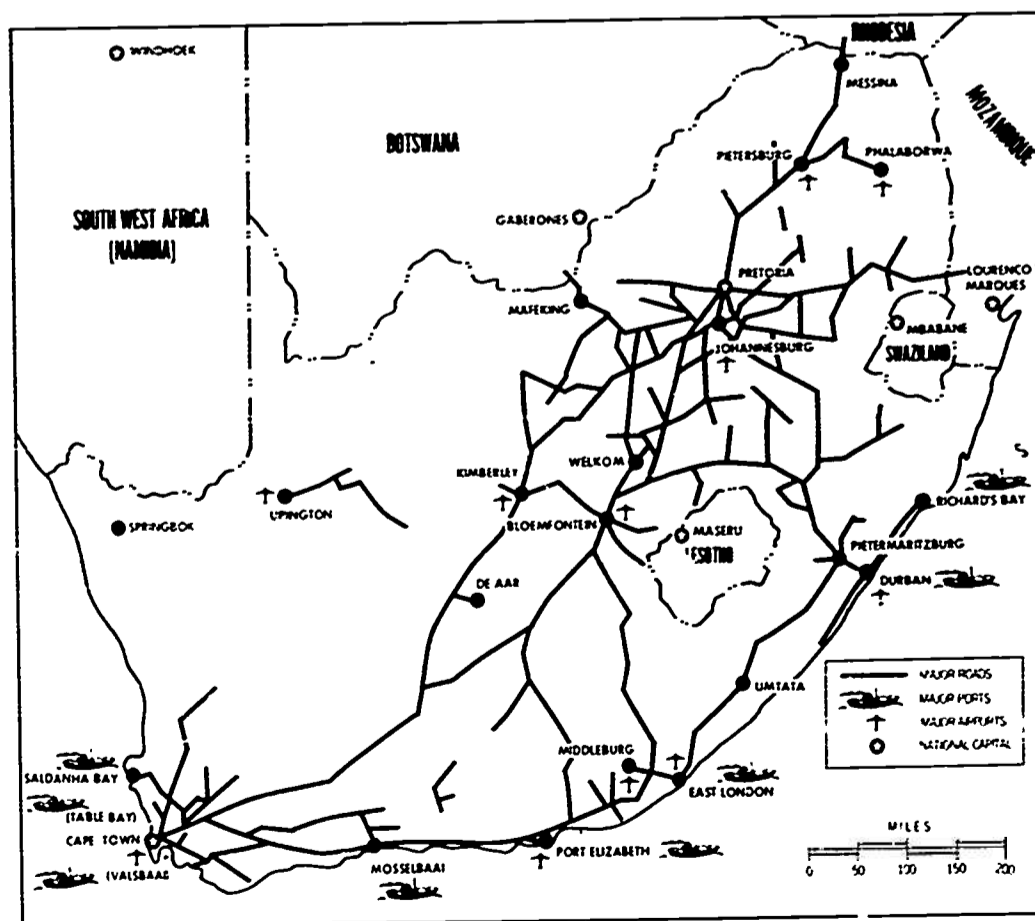 RHODESIA
WINDHOEK
MESSINA
MOZAMBIQUE
BOTSWANA
PIETERSBURG
PHALABORWA
SOUTH WEST AFRICA
(NAMIBIA)
GABERONES
PRETORIA
LOURENCO
MARQUES
MAFEKING
MBABANE
SWAZILAND
JOHANNESBURG
WELKOM
KIMBERLEY
UPINGTON
RICHARD'S BAY
SPRINGBOK
BLOEMFONTEIN
MASERU
LESOTHO
PIETERMARITZBURG
DURBAN
DE AAR
UMTATA
MAJOR ROADS
MAJOR PORTS
MAJOR AIRPORTS
NATIONAL CAPITAL
MIDDLEBURG
SALDANHA BAY
EAST LONDON
(TABLE BAY)
CAPE TOWN
(VALSBAAI)
MOSSELBAAI
PORT ELIZABETH
MILES
0 50 100 150 200